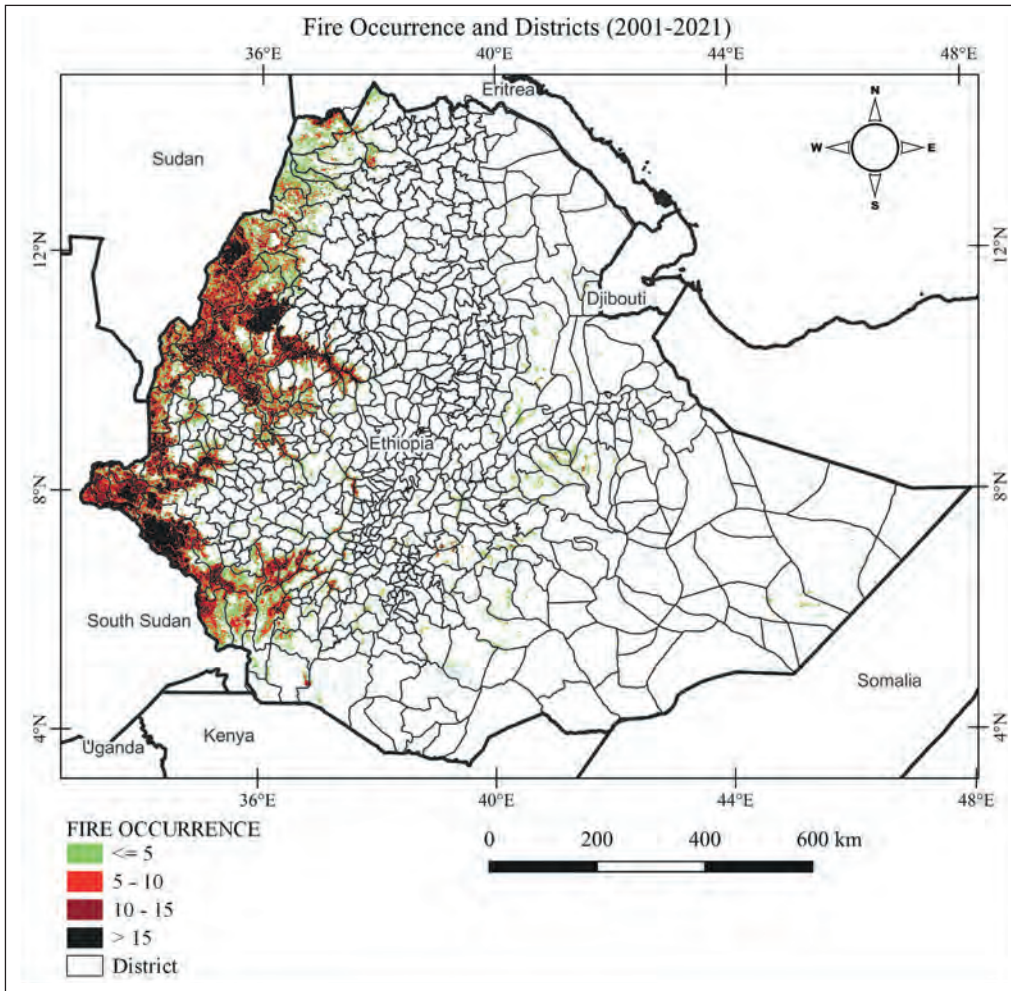 Fire Occurrence and Districts (2001-2021)
36°E 40°E 44°E 48°E
Eritrea
N
Sudan
W E
S
12°N 12°N
Djibouti
Ethiopia
8°N 8°N
South Sudan
Somalia
4°N 4°N
Uganda Kenya
36°E 40°E 44°E 48°E
FIRE OCCURRENCE
<= 5
5 - 10
10 - 15
> 15
District
0 200 400 600 km